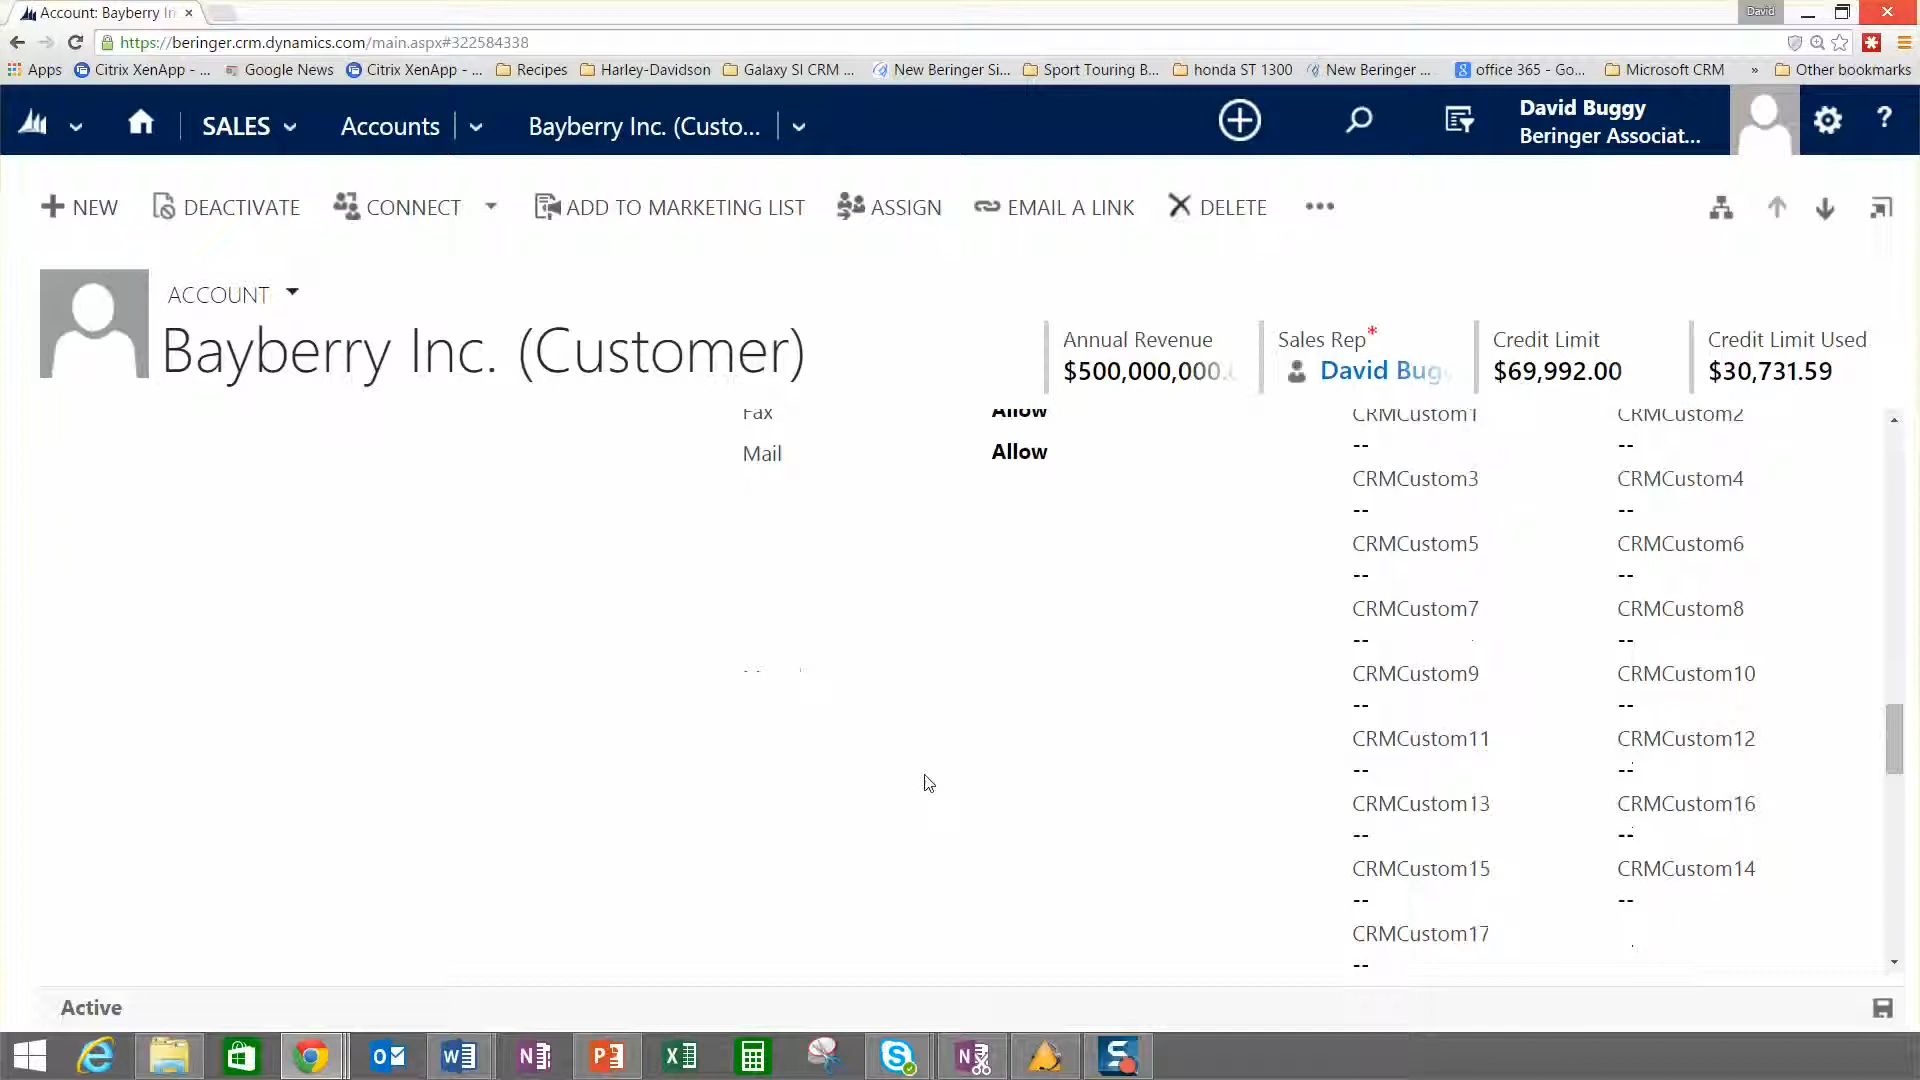 Account: Bayberry In
David
https://beringer.crm.dynamics.com/main.aspx#322584338
Apps Citrix XenApp - ... Google News Citrix XenApp - ... Recipes Harley-Davidson Galaxy SI CRM ... New Beringer Si... Sport Touring B... honda ST 1300 New Beringer ... office 365 - Go... Microsoft CRM » Other bookmarks
SALES Accounts Bayberry Inc. (Custo... David Buggy
Beringer Associat...
NEW DEACTIVATE CONNECT ADD TO MARKETING LIST ASSIGN EMAIL A LINK DELETE •••
ACCOUNT
Bayberry Inc. (Customer)
Annual Revenue Sales Rep* Credit Limit Credit Limit Used
$500,000,000. David Bugg $69,992.00 $30,731.59
Fax Allow CRMCustom1 CRMCustom2
-- --
Mail Allow
CRMCustom3 CRMCustom4
-- --
CRMCustom5 CRMCustom6
-- --
CRMCustom7 CRMCustom8
-- --
CRMCustom9 CRMCustom10
-- --
CRMCustom11 CRMCustom12
-- --
CRMCustom13 CRMCustom16
-- --
CRMCustom15 CRMCustom14
-- --
CRMCustom17
--
Active